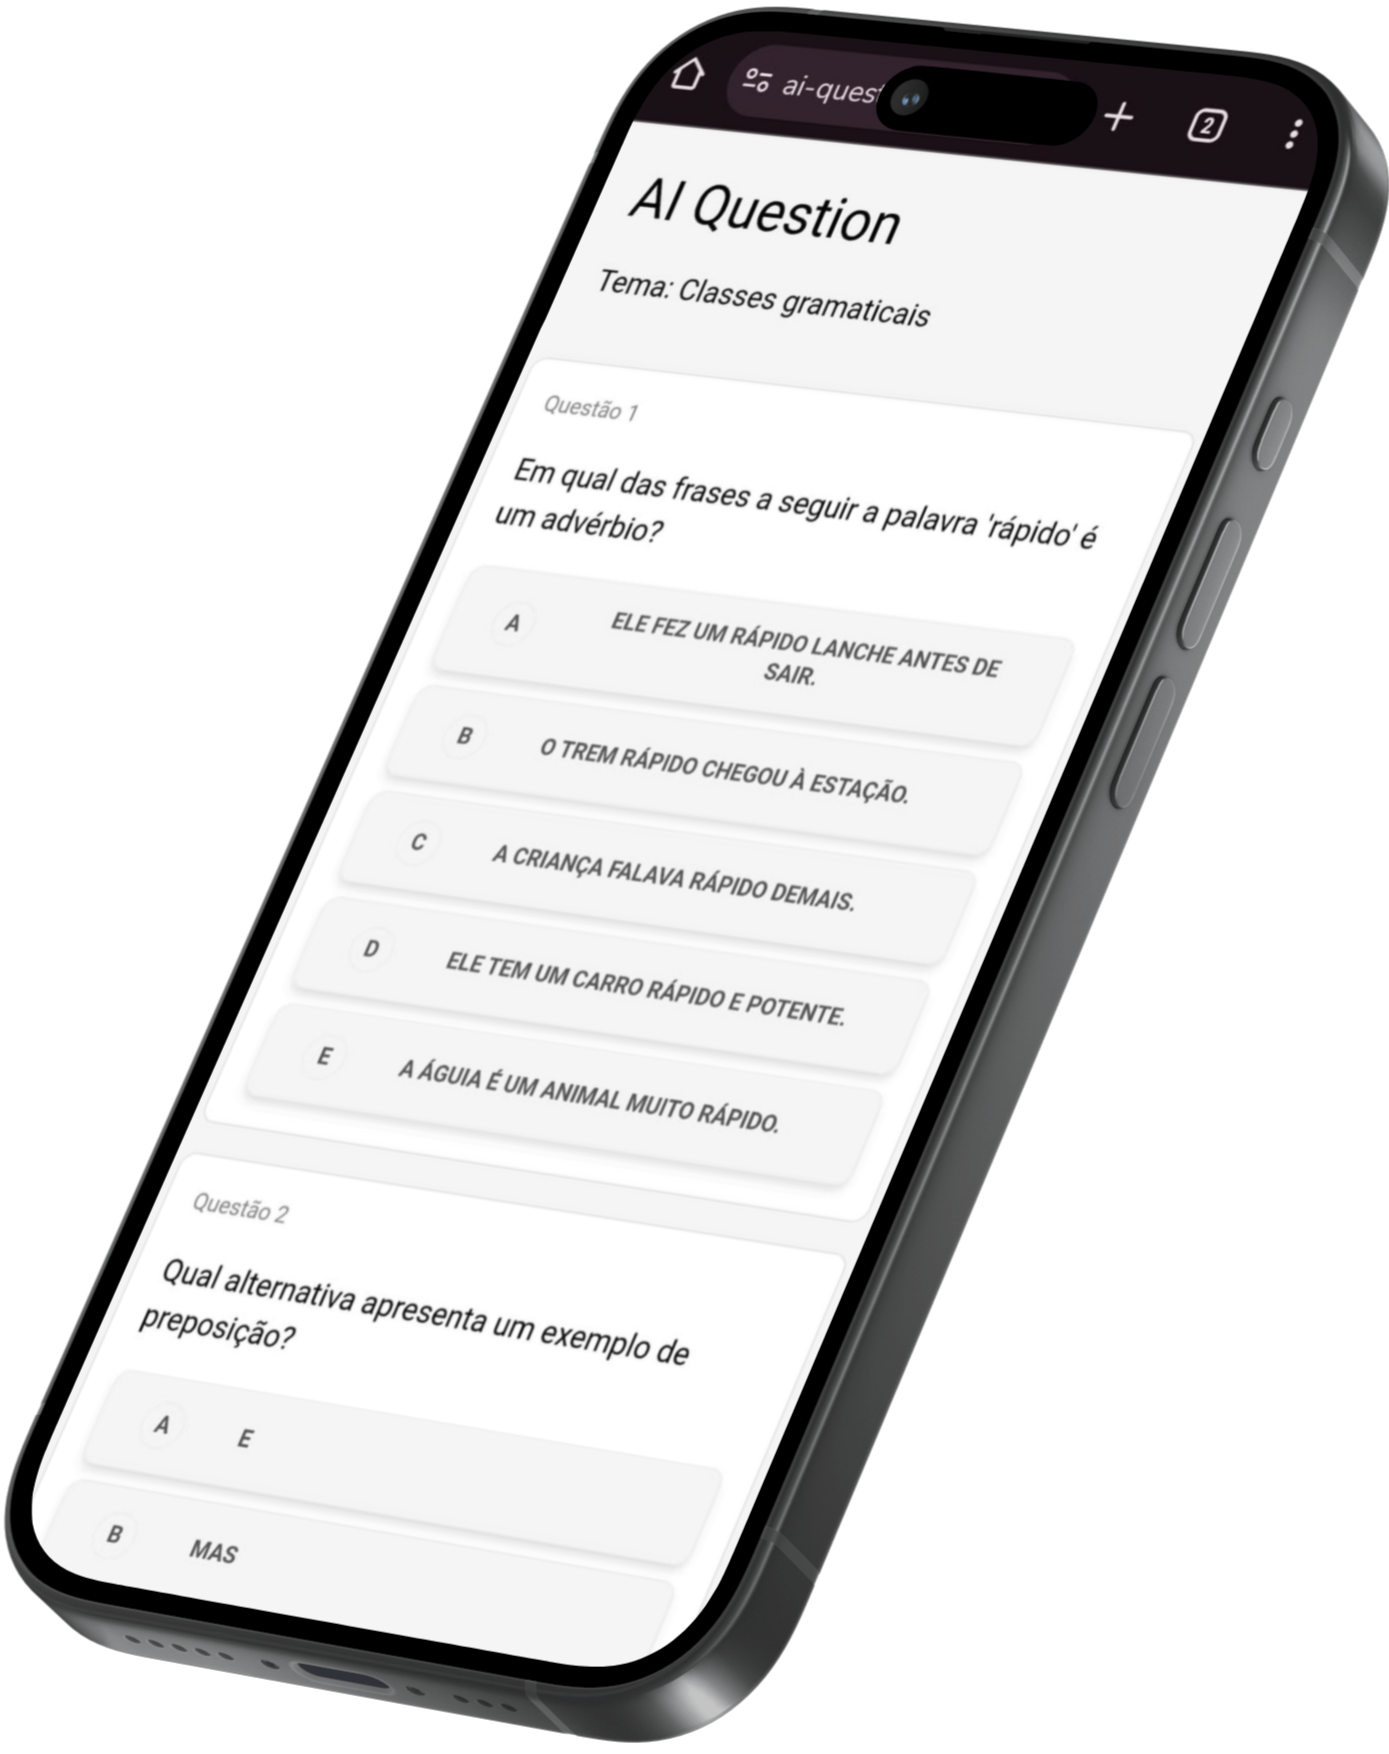 ai-quest
2
AI Question
Tema: Classes gramaticais
Questão 1
Em qual das frases a seguir a palavra 'rápido' é
um advérbio?
A
ELE FEZ UM RÁPIDO LANCHE ANTES DE
SAIR.
B
O TREM RÁPIDO CHEGOU À ESTAÇÃO.
C
A CRIANÇA FALAVA RÁPIDO DEMAIS.
D
ELE TEM UM CARRO RÁPIDO E POTENTE.
E
A ÁGUIA É UM ANIMAL MUITO RÁPIDO.
Questão 2
Qual alternativa apresenta um exemplo de
preposição?
A
E
B
MAS